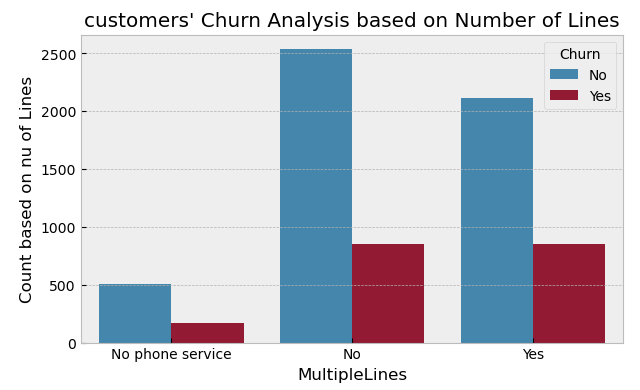 customers' Churn Analysis based on Number of Lines
Count based on nu of Lines
2500
2000
1500
1000
500
0
Churn
No
Yes
No phone service
No
Yes
MultipleLines